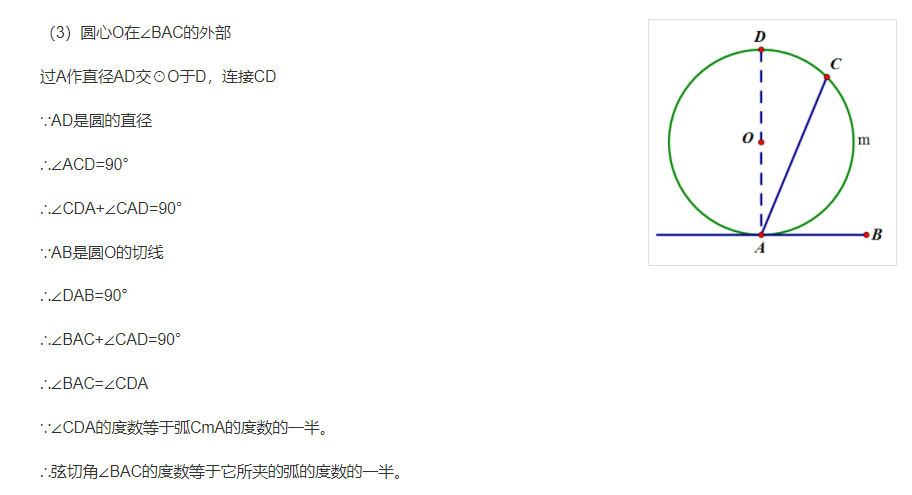 （3）圆心O在∠BAC的外部
过A作直径AD交⊙O于D，连接CD
∵AD是圆的直径
∴∠ACD=90°
∴∠CDA+∠CAD=90°
∵AB是圆O的切线
∴∠DAB=90°
∴∠BAC+∠CAD=90°
∴∠BAC=∠CDA
∵∠CDA的度数等于弧CmA的度数的一半。
∴弦切角∠BAC的度数等于它所夹的弧的度数的一半。
D
C
O
m
B
A